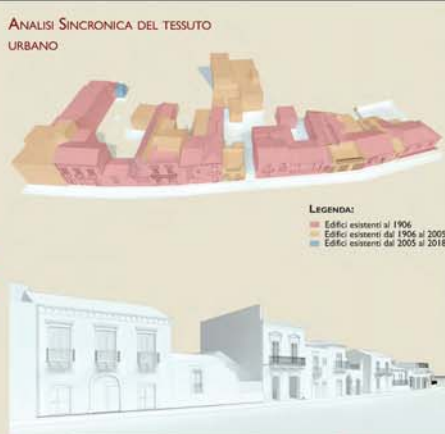 ANALISI SINCRONICA DEL TESSUTO
URBANO
LEGENDA:
Edifici esistenti al 1906
Edifici esistenti dal 1906 al 2005
Edifici esistenti dal 2005 al 2018